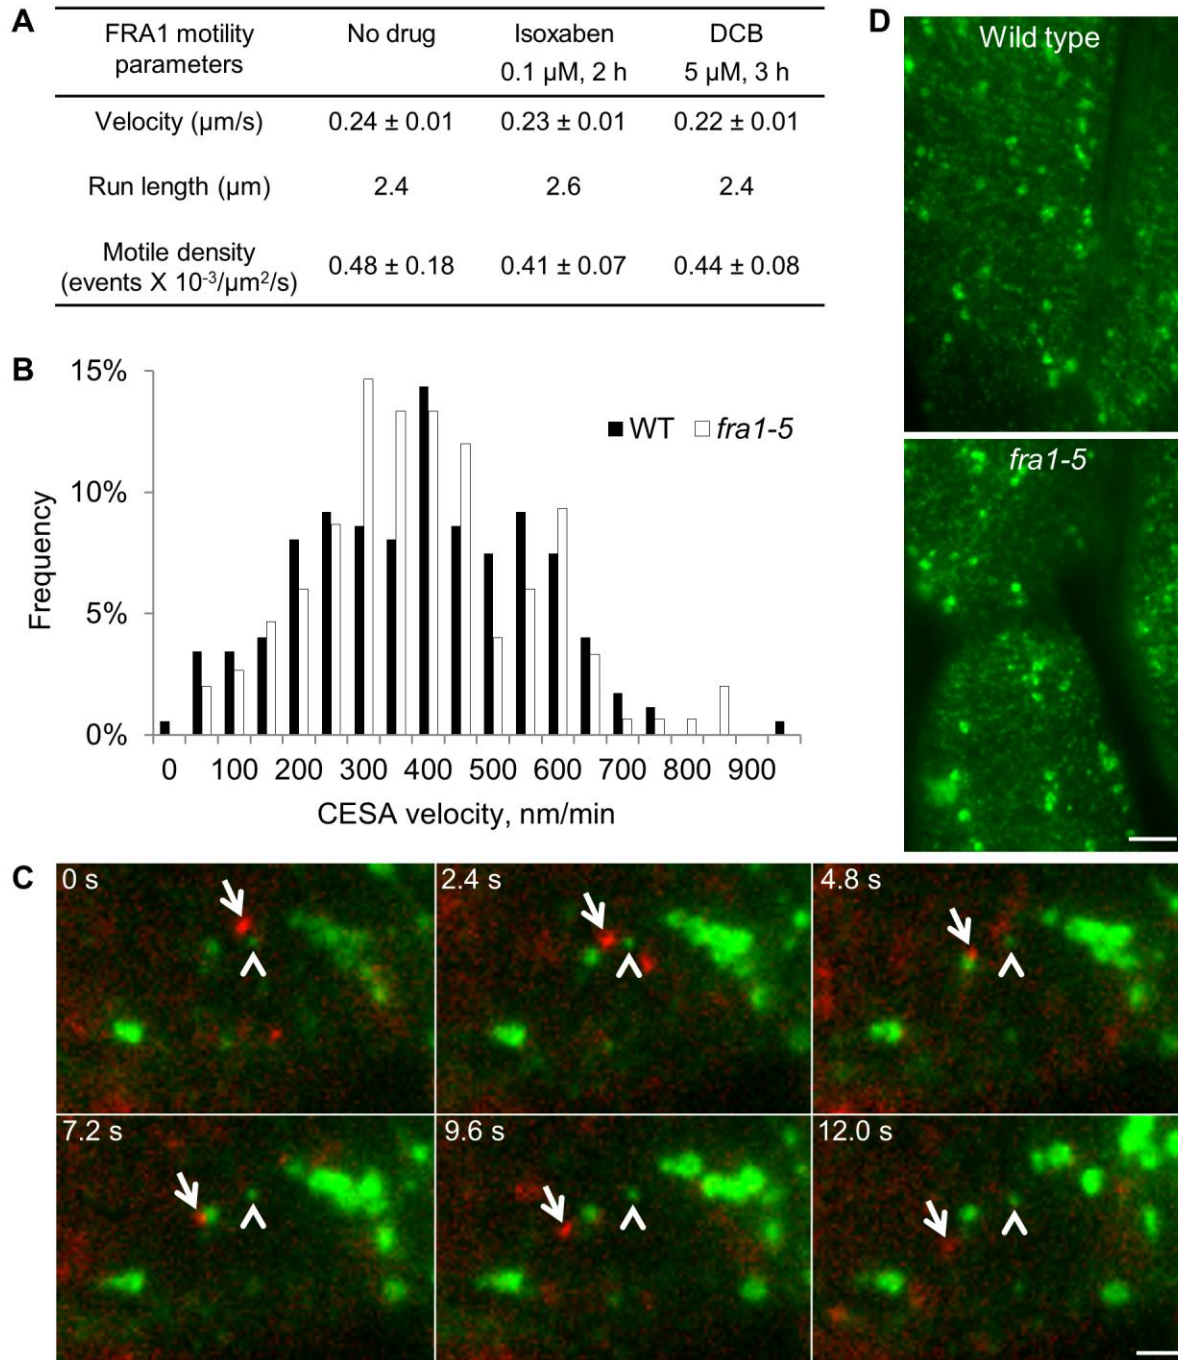 A
FRA1 motility parameters No drug Isoxaben 0.1 µM, 2 h DCB 5 µM, 3 h
Velocity (µm/s) 0.24 ± 0.01 0.23 ± 0.01 0.22 ± 0.01
Run length (µm) 2.4 2.6 2.4
Motile density (events X 10⁻³/µm²/s) 0.48 ± 0.18 0.41 ± 0.07 0.44 ± 0.08
B
15%
10%
5%
0%
Frequency
WT fra1-5
0 100 200 300 400 500 600 700 800 900
CESA velocity, nm/min
C
0 s 2.4 s 4.8 s
7.2 s 9.6 s 12.0 s
D
Wild type
fra1-5